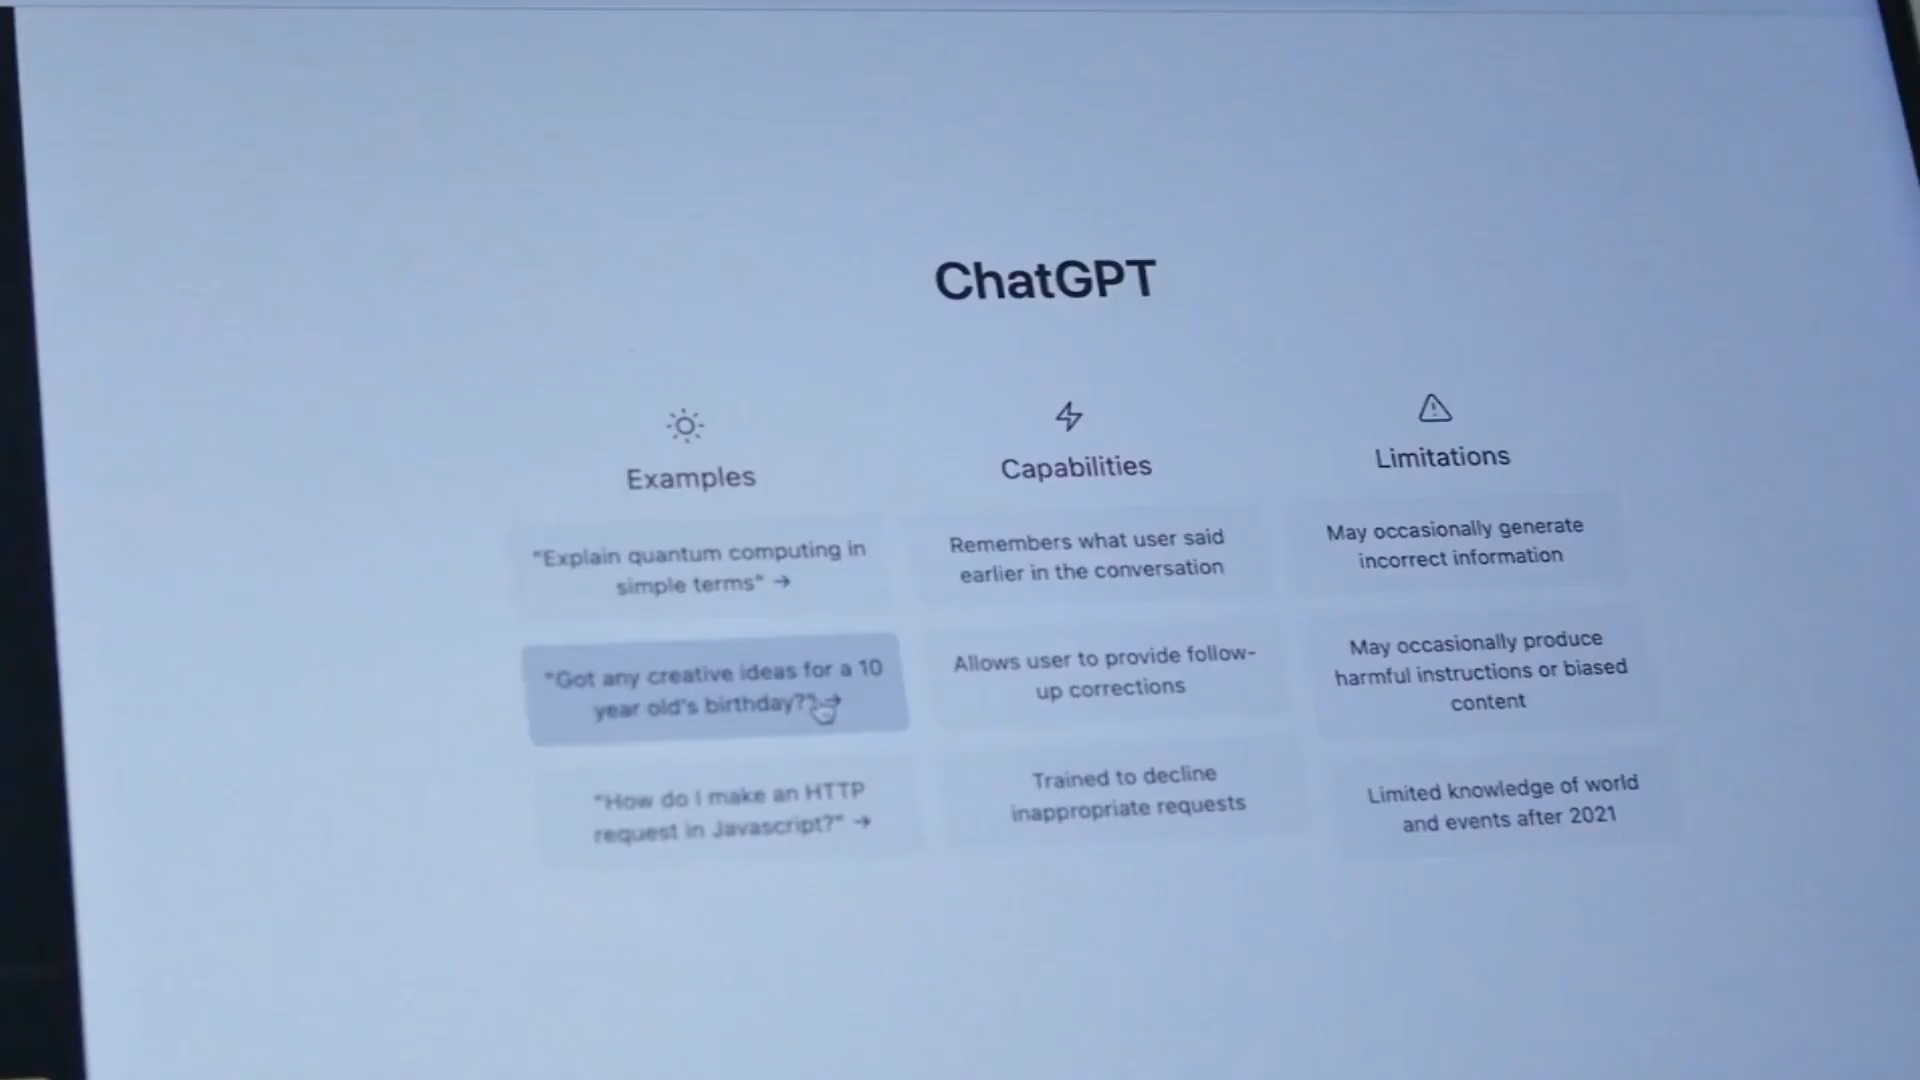 ChatGPT
Examples
"Explain quantum computing in
simple terms" →
"Got any creative ideas for a 10
year old's birthday?" →
"How do I make an HTTP
request in Javascript?" →
Capabilities
Remembers what user said
earlier in the conversation
Allows user to provide follow-
up corrections
Trained to decline
inappropriate requests
Limitations
May occasionally generate
incorrect information
May occasionally produce
harmful instructions or biased
content
Limited knowledge of world
and events after 2021